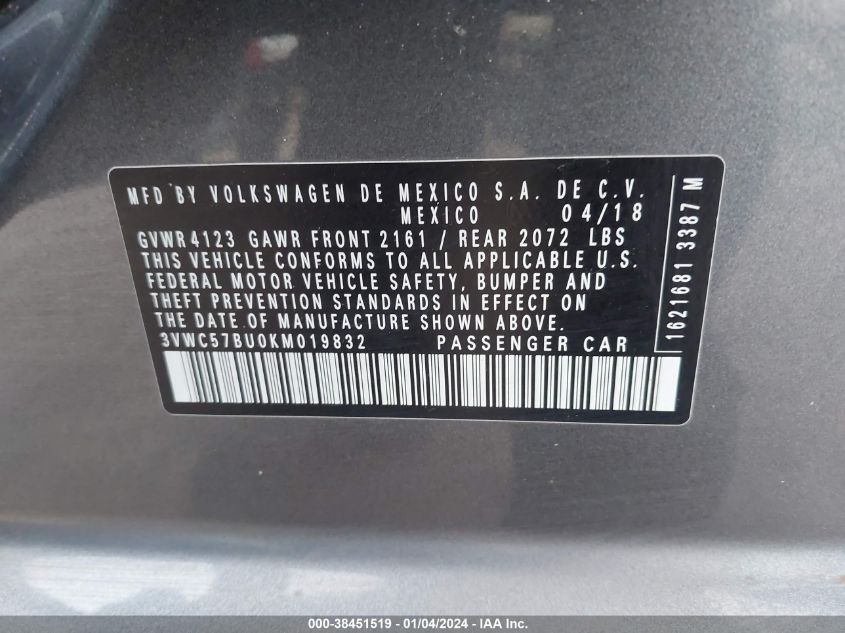 MFD BY VOLKSWAGEN DE MEXICO S.A. DE C.V.
MEXICO 04/18
GVWR 4123 GAWR FRONT 2161 / REAR 2072 LBS
THIS VEHICLE CONFORMS TO ALL APPLICABLE U.S.
FEDERAL MOTOR VEHICLE SAFETY, BUMPER AND
THEFT PREVENTION STANDARDS IN EFFECT ON
THE DATE OF MANUFACTURE SHOWN ABOVE.
3VWC57BU0KM019832 PASSENGER CAR
1621681 3387 M
000-38451519 - 01/04/2024 - IAA Inc.